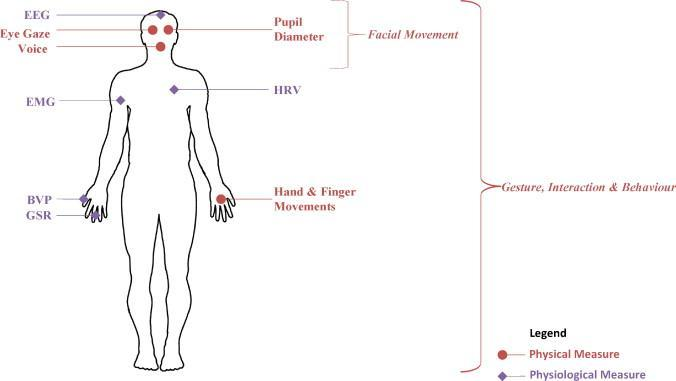 EEG
Eye Gaze
Voice
Pupil
Diameter
Facial Movement
EMG
HRV
BVP
GSR
Hand & Finger
Movements
Gesture, Interaction & Behaviour
Legend
Physical Measure
Physiological Measure